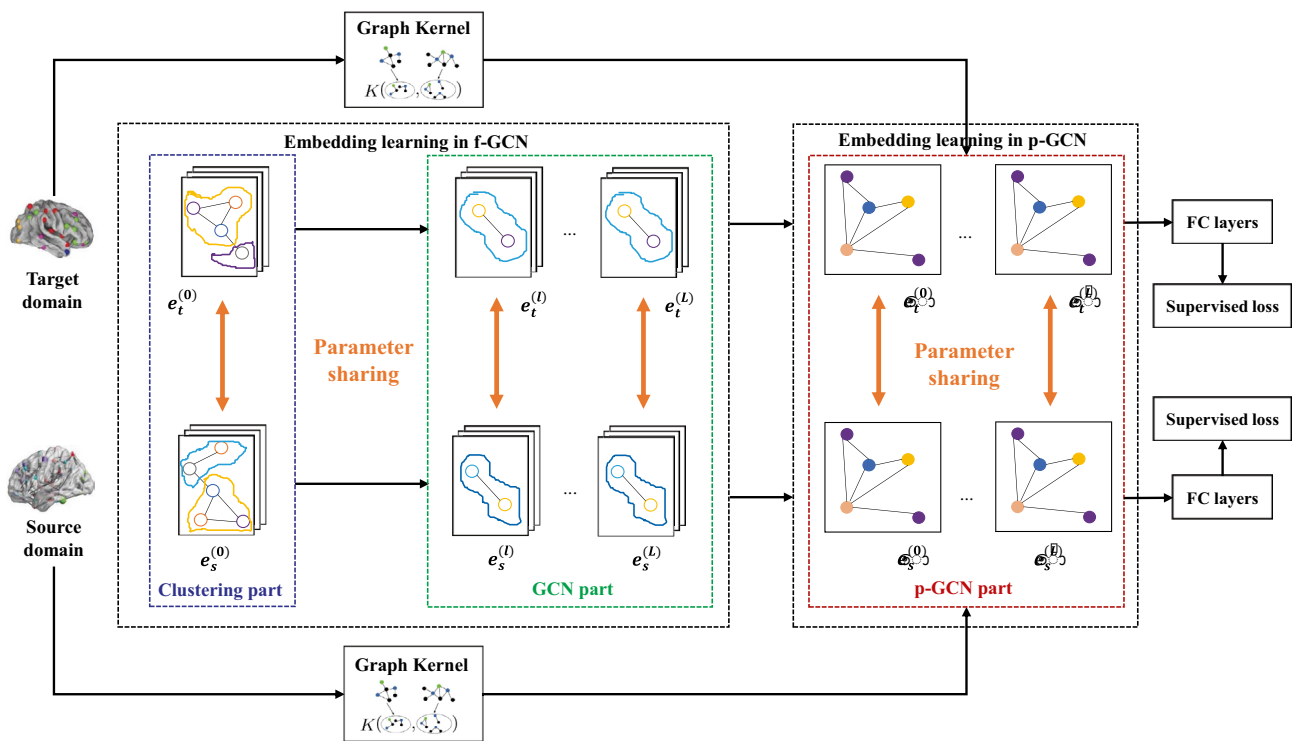 Graph Kernel
K( , )
Embedding learning in f-GCN
Embedding learning in p-GCN
Target
domain
e_t^{(0)}
...
e_t^{(l)}
e_t^{(L)}
...
FC layers
Supervised loss
Parameter
sharing
Parameter
sharing
Source
domain
e_s^{(0)}
...
e_s^{(l)}
e_s^{(L)}
...
Supervised loss
FC layers
Clustering part
GCN part
p-GCN part
Graph Kernel
K( , )